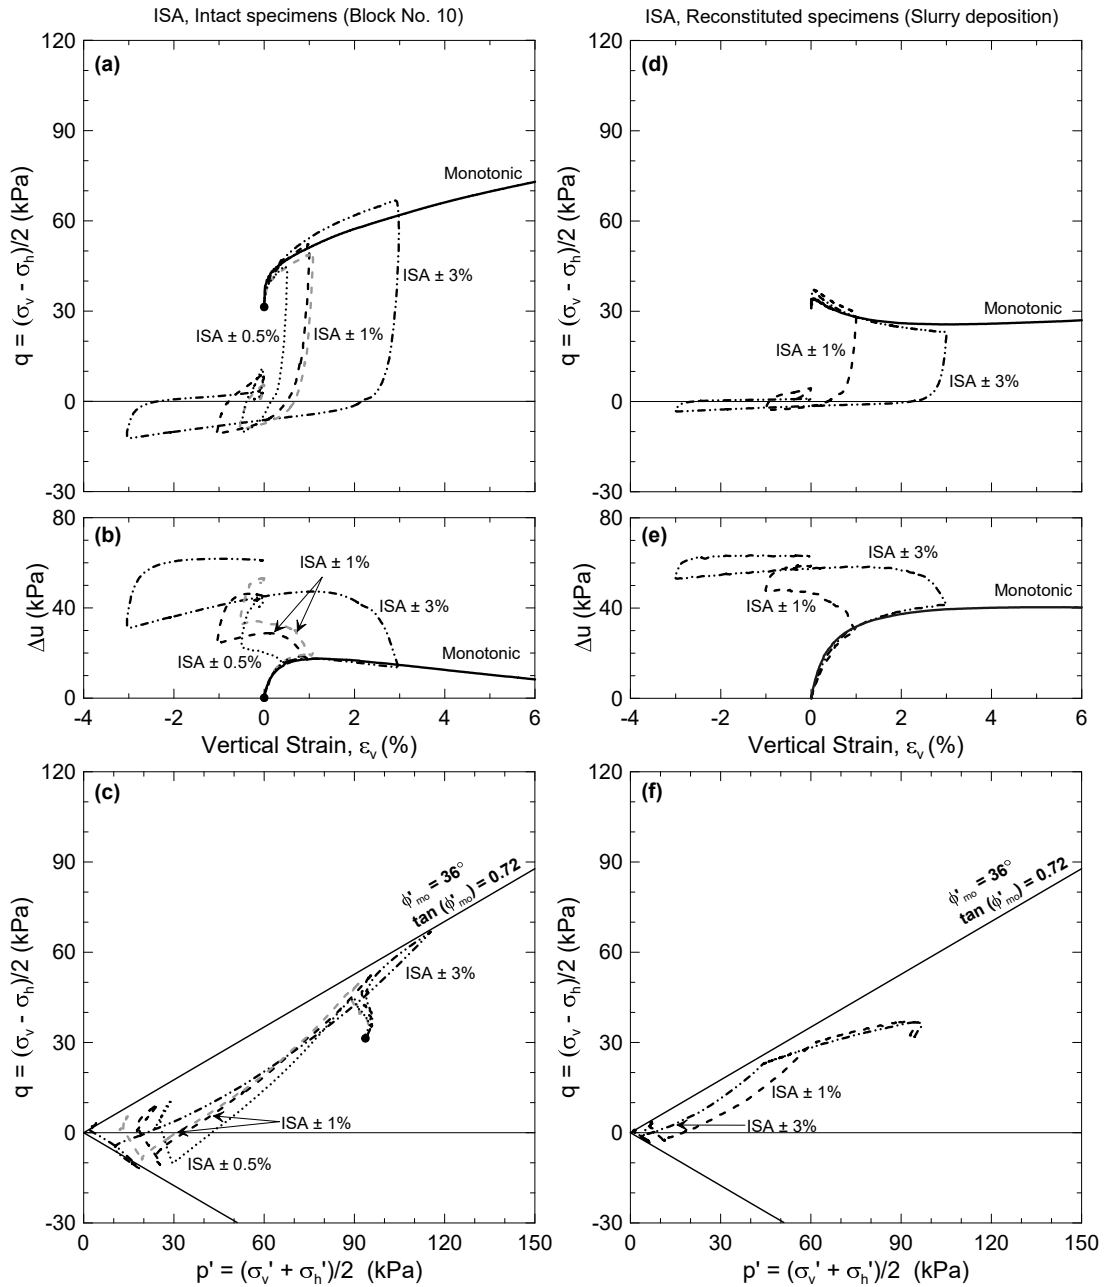 ISA, Intact specimens (Block No. 10)
ISA, Reconstituted specimens (Slurry deposition)
(a)
120
90
60
30
0
-30
q = (σv - σh)/2 (kPa)
Monotonic
ISA ± 3%
ISA ± 0.5%
ISA ± 1%
(d)
120
90
60
30
0
-30
q = (σv - σh)/2 (kPa)
Monotonic
ISA ± 1%
ISA ± 3%
(b)
80
40
0
Δu (kPa)
ISA ± 1%
ISA ± 3%
ISA ± 0.5%
Monotonic
-4 -2 0 2 4 6
Vertical Strain, εv (%)
(e)
80
40
0
Δu (kPa)
ISA ± 3%
Monotonic
ISA ± 1%
-4 -2 0 2 4 6
Vertical Strain, εv (%)
(c)
120
90
60
30
0
-30
q = (σv - σh)/2 (kPa)
ϕ'mo = 36°
tan (ϕ'mo) = 0.72
ISA ± 3%
ISA ± 1%
ISA ± 0.5%
0 30 60 90 120 150
p' = (σv' + σh')/2 (kPa)
(f)
120
90
60
30
0
-30
q = (σv - σh)/2 (kPa)
ϕ'mo = 36°
tan (ϕ'mo) = 0.72
ISA ± 1%
ISA ± 3%
0 30 60 90 120 150
p' = (σv' + σh')/2 (kPa)